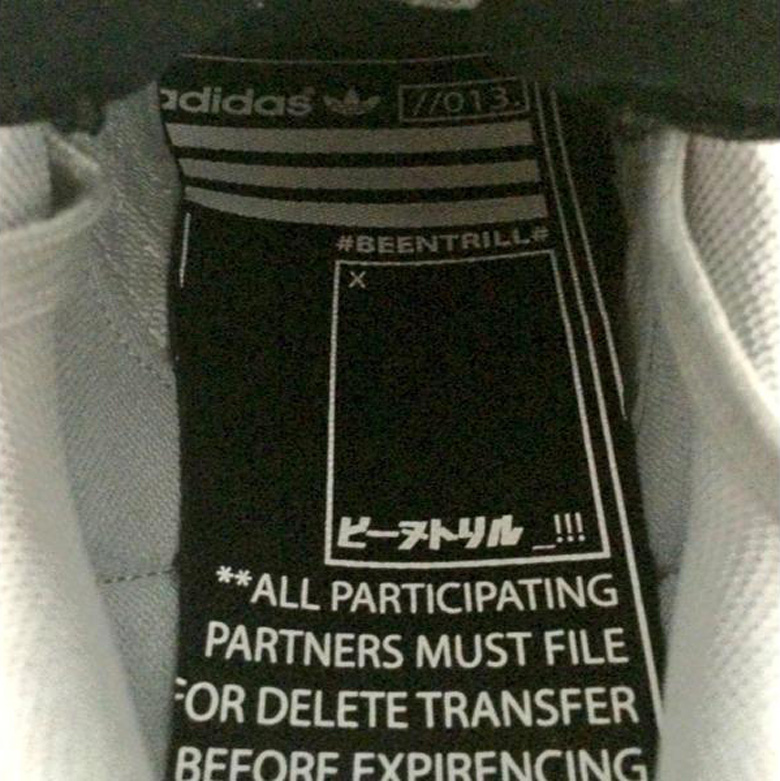 adidas //013.
#BEENTRILL#
X
ビーヌトリル_!!!
**ALL PARTICIPATING
PARTNERS MUST FILE
FOR DELETE TRANSFER
BEFORE EXPIRENCING